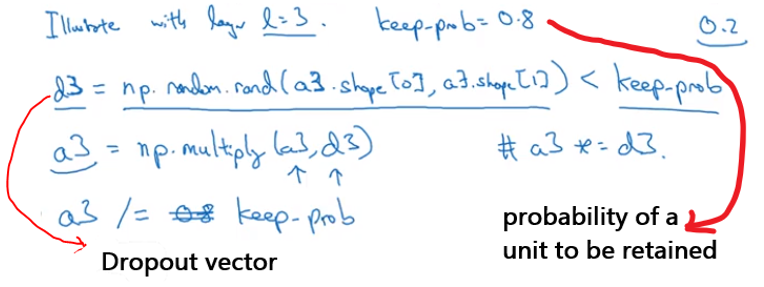 Illustrate with layer l=3. keep-prob=0.8 0.2
d3 = np.random.rand(a3.shape[0], a3.shape[1]) < keep-prob
a3 = np.multiply(a3, d3) # a3 *= d3.
a3 /= 0.8 keep-prob
Dropout vector
probability of a
unit to be retained